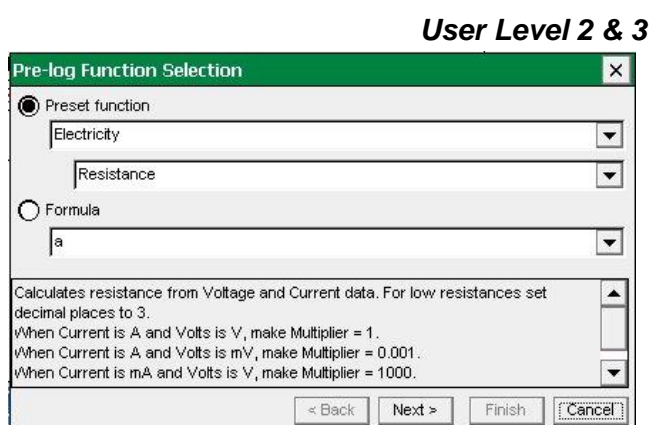 User Level 2 & 3
Pre-log Function Selection
Preset function
Electricity
Resistance
Formula
a
Calculates resistance from Voltage and Current data. For low resistances set
decimal places to 3.
When Current is A and Volts is V, make Multiplier = 1.
When Current is A and Volts is mV, make Multiplier = 0.001.
When Current is mA and Volts is V, make Multiplier = 1000.
< Back Next > Finish Cancel